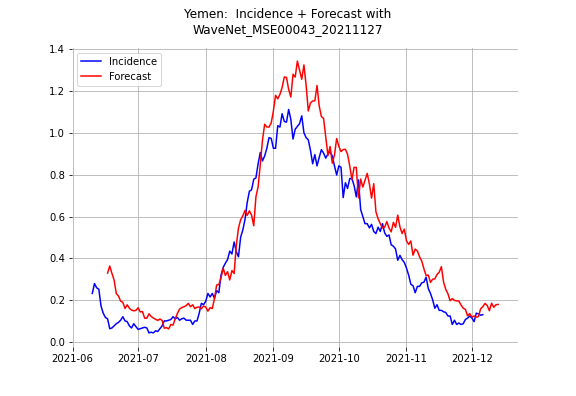 Yemen:  Incidence + Forecast with
WaveNet_MSE00043_20211127
Incidence
Forecast
1.4
1.2
1.0
0.8
0.6
0.4
0.2
0.0
2021-06 2021-07 2021-08 2021-09 2021-10 2021-11 2021-12